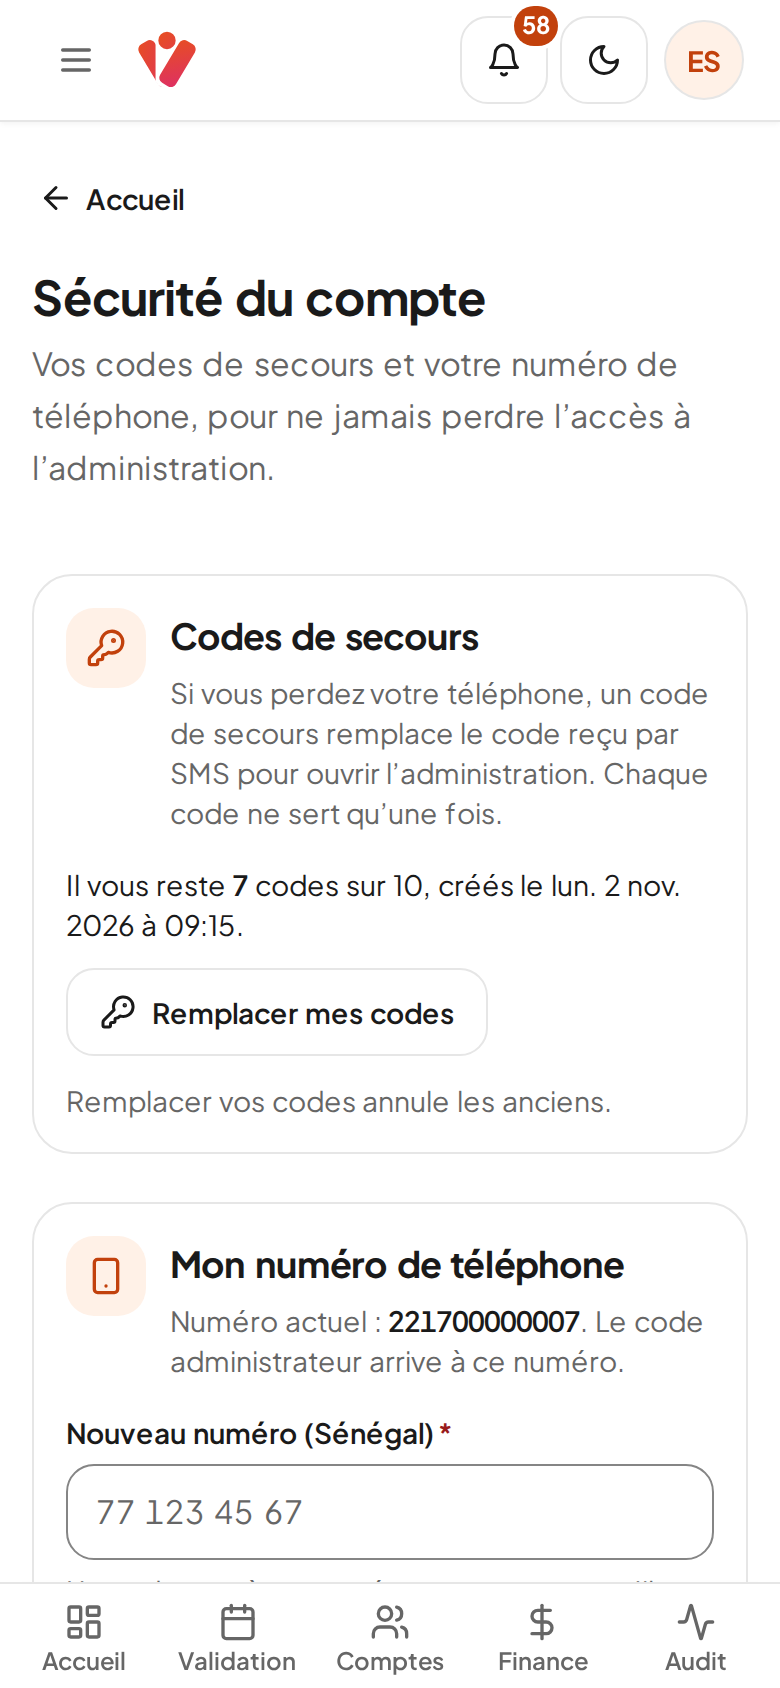 58
ES
Accueil
Sécurité du compte
Vos codes de secours et votre numéro de
téléphone, pour ne jamais perdre l’accès à
l’administration.
Codes de secours
Si vous perdez votre téléphone, un code
de secours remplace le code reçu par
SMS pour ouvrir l’administration. Chaque
code ne sert qu’une fois.
Il vous reste 7 codes sur 10, créés le lun. 2 nov.
2026 à 09:15.
Remplacer mes codes
Remplacer vos codes annule les anciens.
Mon numéro de téléphone
Numéro actuel : 221700000007. Le code
administrateur arrive à ce numéro.
Nouveau numéro (Sénégal) *
77 123 45 67
Accueil
Validation
Comptes
Finance
Audit